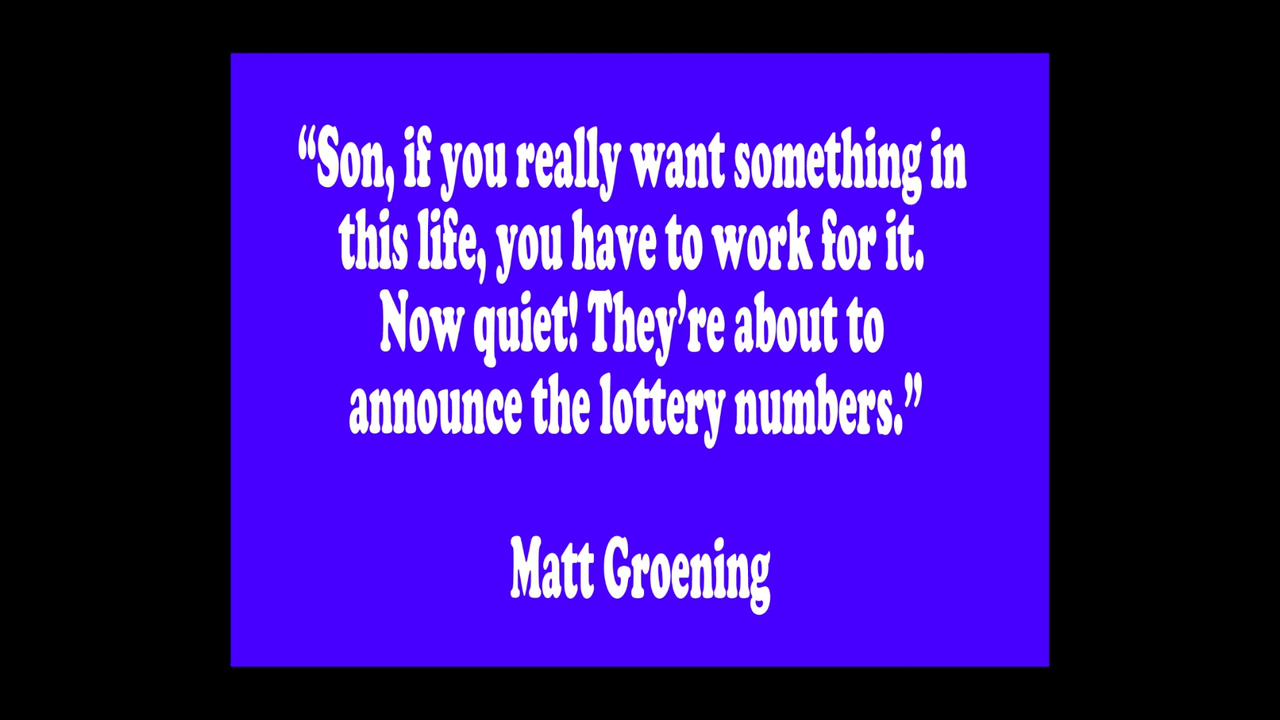 “Son, if you really want something in
this life, you have to work for it.
Now quiet! They’re about to
announce the lottery numbers.”
Matt Groening